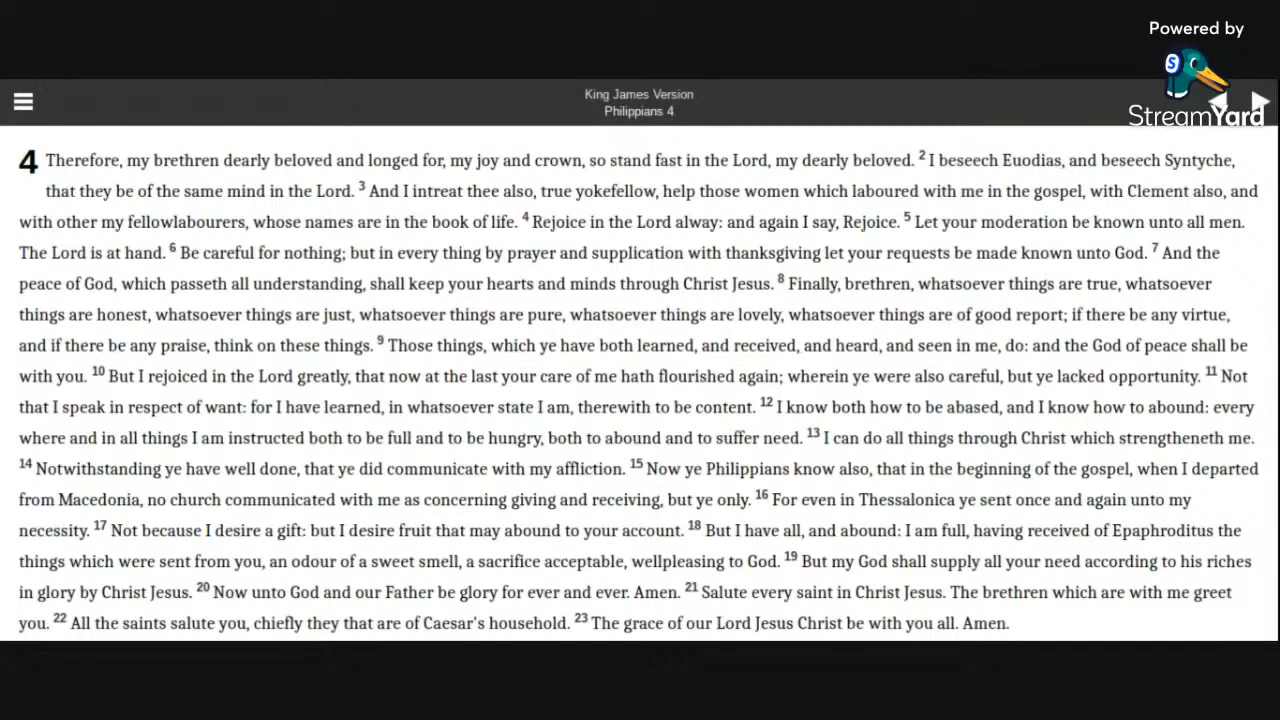 Powered by
S
StreamYard
King James Version
Philippians 4
4 Therefore, my brethren dearly beloved and longed for, my joy and crown, so stand fast in the Lord, my dearly beloved. 2 I beseech Euodias, and beseech Syntyche,
that they be of the same mind in the Lord. 3 And I intreat thee also, true yokefellow, help those women which laboured with me in the gospel, with Clement also, and
with other my fellowlabourers, whose names are in the book of life. 4 Rejoice in the Lord alway: and again I say, Rejoice. 5 Let your moderation be known unto all men.
The Lord is at hand. 6 Be careful for nothing; but in every thing by prayer and supplication with thanksgiving let your requests be made known unto God. 7 And the
peace of God, which passeth all understanding, shall keep your hearts and minds through Christ Jesus. 8 Finally, brethren, whatsoever things are true, whatsoever
things are honest, whatsoever things are just, whatsoever things are pure, whatsoever things are lovely, whatsoever things are of good report; if there be any virtue,
and if there be any praise, think on these things. 9 Those things, which ye have both learned, and received, and heard, and seen in me, do: and the God of peace shall be
with you. 10 But I rejoiced in the Lord greatly, that now at the last your care of me hath flourished again; wherein ye were also careful, but ye lacked opportunity. 11 Not
that I speak in respect of want: for I have learned, in whatsoever state I am, therewith to be content. 12 I know both how to be abased, and I know how to abound: every
where and in all things I am instructed both to be full and to be hungry, both to abound and to suffer need. 13 I can do all things through Christ which strengtheneth me.
14 Notwithstanding ye have well done, that ye did communicate with my affliction. 15 Now ye Philippians know also, that in the beginning of the gospel, when I departed
from Macedonia, no church communicated with me as concerning giving and receiving, but ye only. 16 For even in Thessalonica ye sent once and again unto my
necessity. 17 Not because I desire a gift: but I desire fruit that may abound to your account. 18 But I have all, and abound: I am full, having received of Epaphroditus the
things which were sent from you, an odour of a sweet smell, a sacrifice acceptable, wellpleasing to God. 19 But my God shall supply all your need according to his riches
in glory by Christ Jesus. 20 Now unto God and our Father be glory for ever and ever. Amen. 21 Salute every saint in Christ Jesus. The brethren which are with me greet
you. 22 All the saints salute you, chiefly they that are of Caesar's household. 23 The grace of our Lord Jesus Christ be with you all. Amen.